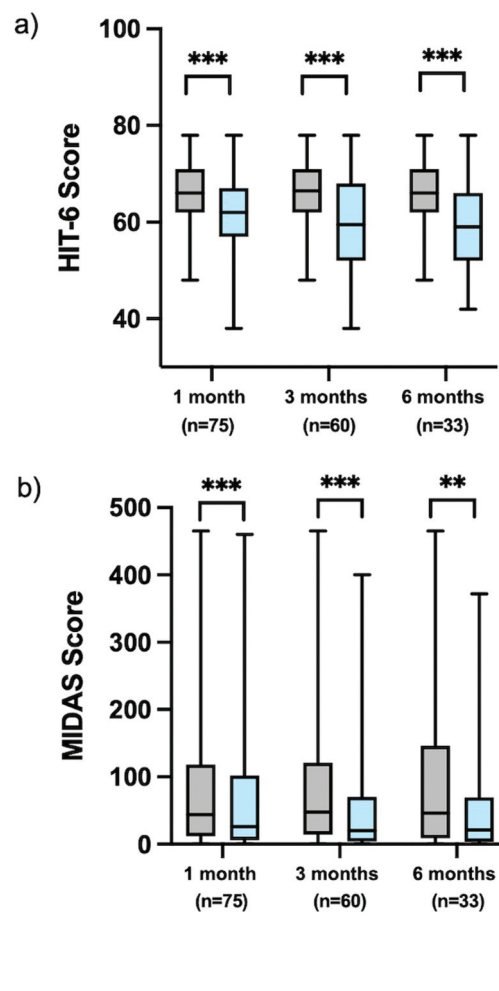 a)
100
80
60
40
HIT-6 Score
*** *** ***
1 month 3 months 6 months
(n=75) (n=60) (n=33)
b)
500
400
300
200
100
0
MIDAS Score
*** *** **
1 month 3 months 6 months
(n=75) (n=60) (n=33)